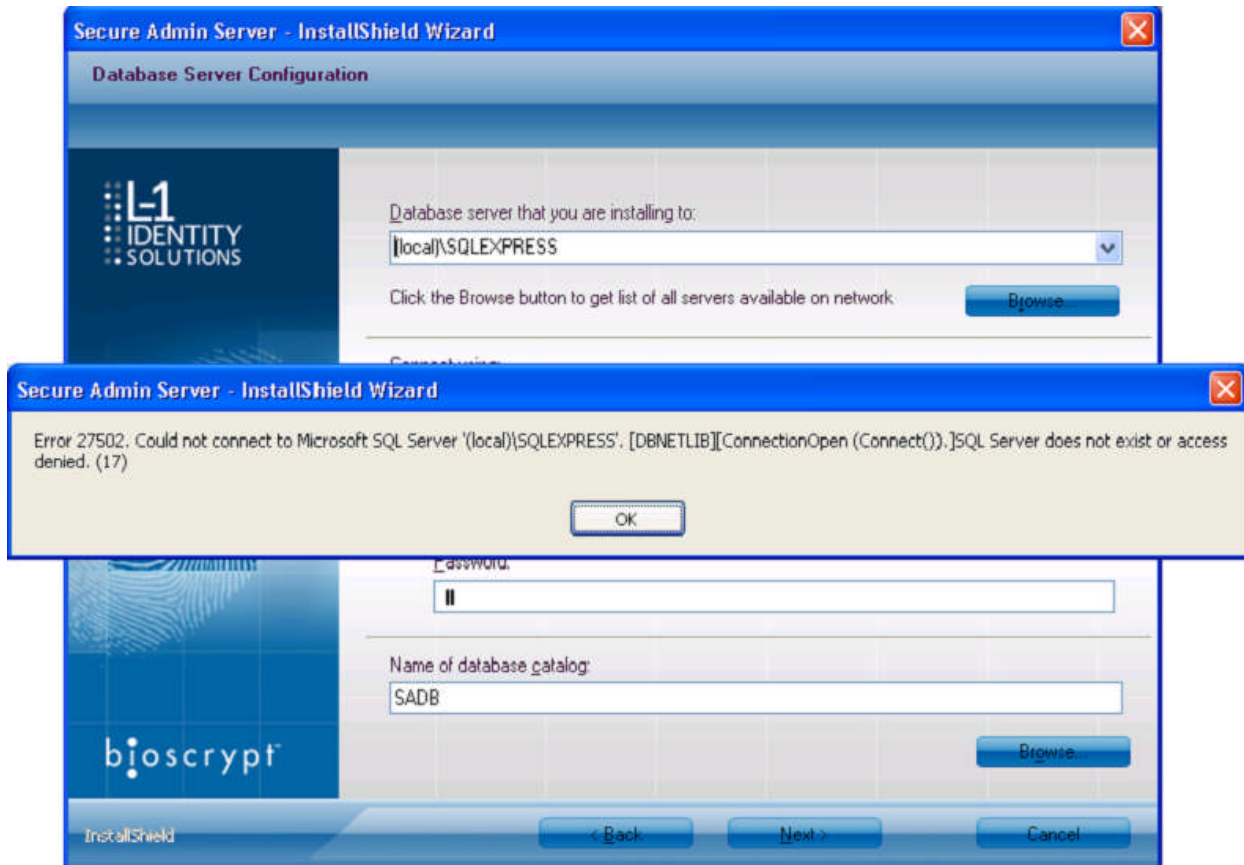 Secure Admin Server - InstallShield Wizard
Database Server Configuration
L-1
IDENTITY
SOLUTIONS
Database server that you are installing to:
(local)\SQLEXPRESS
Click the Browse button to get list of all servers available on network
Browse...
Connect using:
Secure Admin Server - InstallShield Wizard
Error 27502. Could not connect to Microsoft SQL Server '(local)\SQLEXPRESS'. [DBNETLIB][ConnectionOpen (Connect()).]SQL Server does not exist or access
denied. (17)
OK
Password:
Name of database catalog:
SADB
bioscrypt
Browse...
InstallShield
< Back
Next >
Cancel